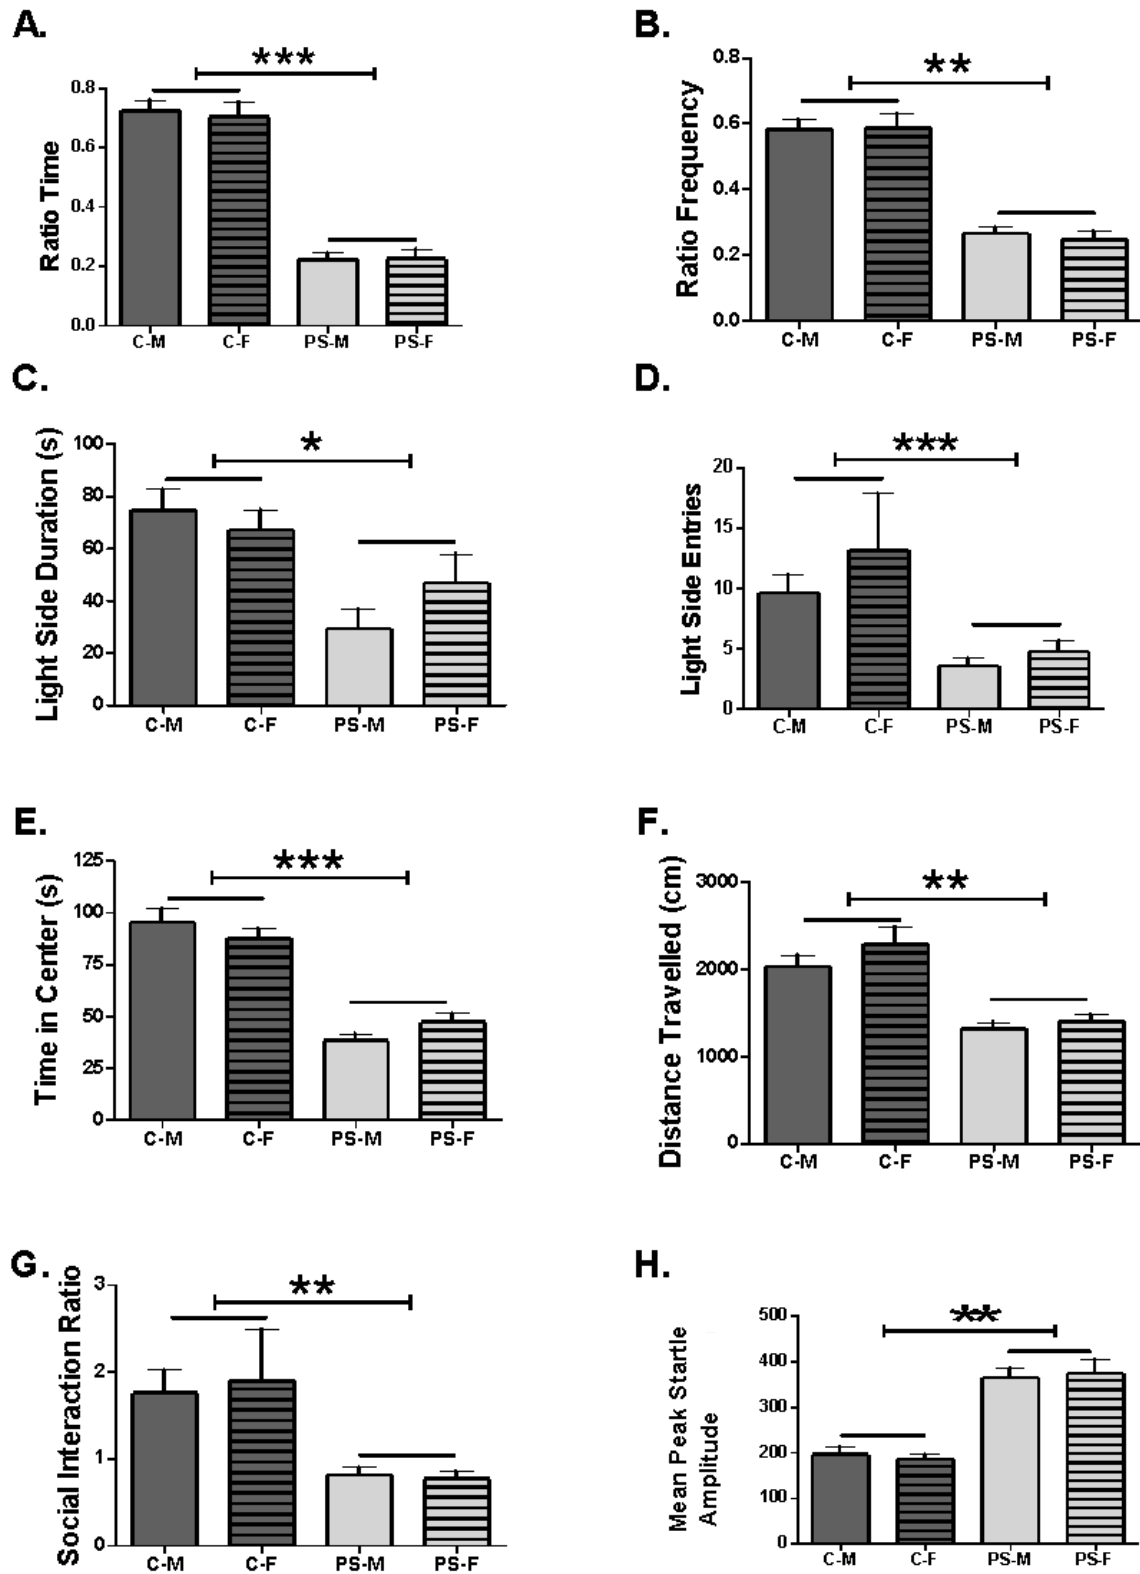 A.
***
Ratio Time
0.8
0.6
0.4
0.2
0.0
C-M C-F PS-M PS-F
B.
**
Ratio Frequency
0.8
0.6
0.4
0.2
0.0
C-M C-F PS-M PS-F
C.
*
Light Side Duration (s)
100
80
60
40
20
0
C-M C-F PS-M PS-F
D.
***
Light Side Entries
20
15
10
5
0
C-M C-F PS-M PS-F
E.
***
Time in Center (s)
125
100
75
50
25
0
C-M C-F PS-M PS-F
F.
**
Distance Travelled (cm)
3000
2000
1000
0
C-M C-F PS-M PS-F
G.
**
Social Interaction Ratio
3
2
1
0
C-M C-F PS-M PS-F
H.
**
Mean Peak Startle
Amplitude
500
400
300
200
100
0
C-M C-F PS-M PS-F